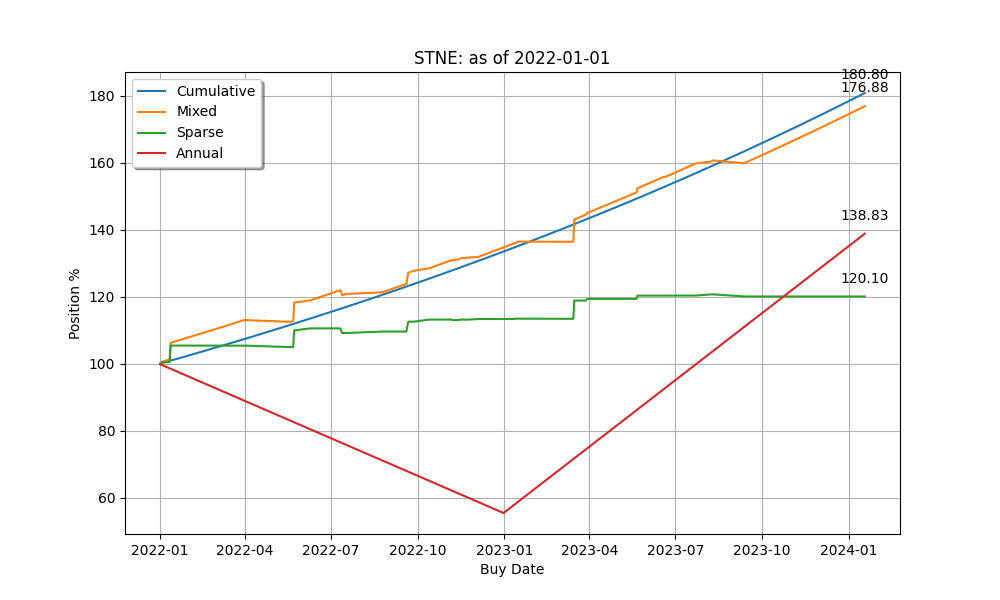 STNE: as of 2022-01-01
Cumulative
Mixed
Sparse
Annual
180.80
176.88
138.83
120.10
Position %
180
160
140
120
100
80
60
2022-01 2022-04 2022-07 2022-10 2023-01 2023-04 2023-07 2023-10 2024-01
Buy Date